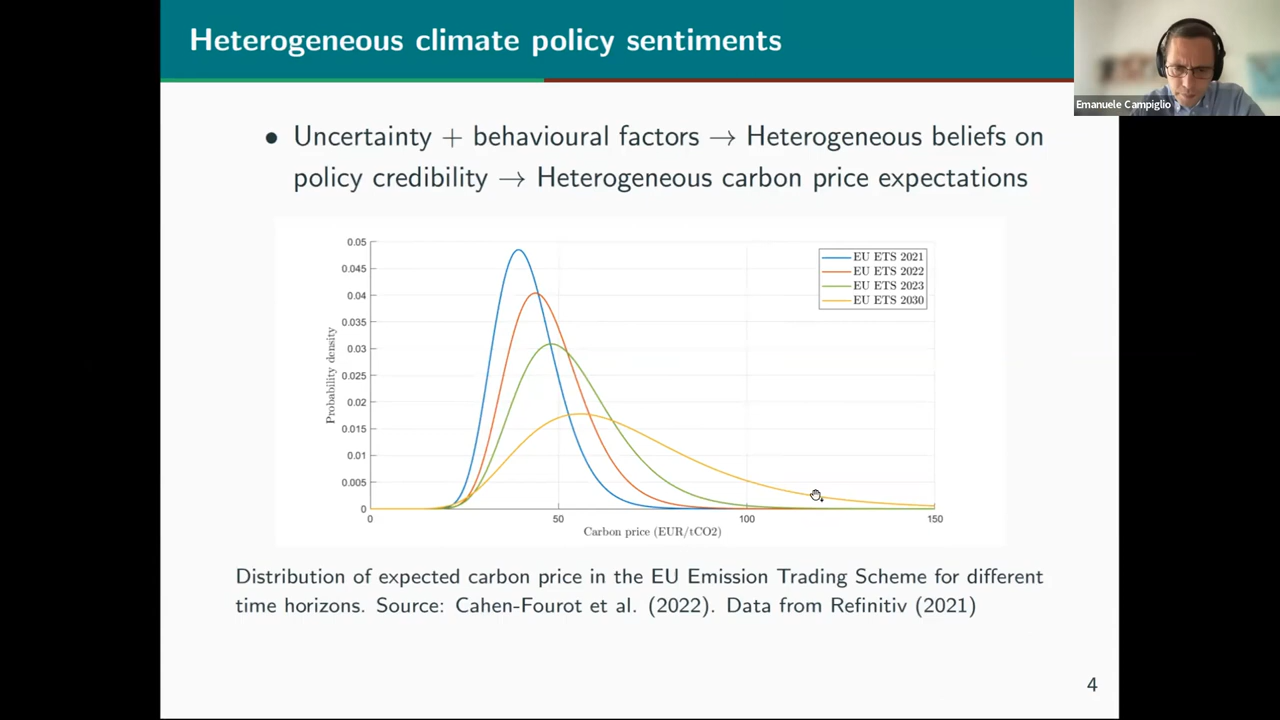 Heterogeneous climate policy sentiments
Emanuele Campiglio
• Uncertainty + behavioural factors → Heterogeneous beliefs on
policy credibility → Heterogeneous carbon price expectations
0.05
0.045
0.04
0.035
0.03
0.025
0.02
0.015
0.01
0.005
0
Probability density
EU ETS 2021
EU ETS 2022
EU ETS 2023
EU ETS 2030
0 50 100 150
Carbon price (EUR/tCO2)
Distribution of expected carbon price in the EU Emission Trading Scheme for different
time horizons. Source: Cahen-Fourot et al. (2022). Data from Refinitiv (2021)
4